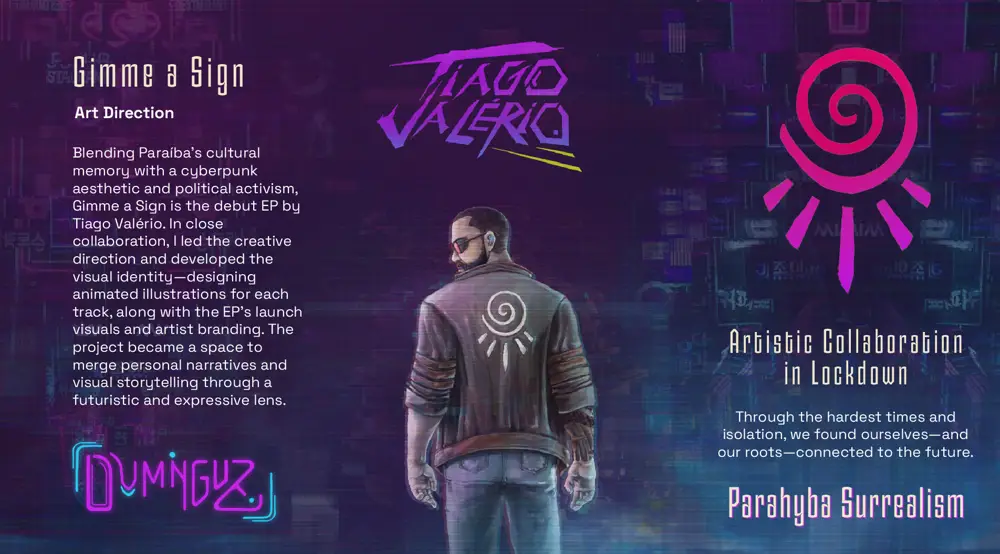 Gimme a Sign
Art Direction
Blending Paraíba's cultural
memory with a cyberpunk
aesthetic and political activism,
Gimme a Sign is the debut EP by
Tiago Valério. In close
collaboration, I led the creative
direction and developed the
visual identity—designing
animated illustrations for each
track, along with the EP's launch
visuals and artist branding. The
project became a space to
merge personal narratives and
visual storytelling through a
futuristic and expressive lens.
DUMINGUZ
TIAGO
VALÉRIO
Artistic Collaboration
in Lockdown
Through the hardest times and
isolation, we found ourselves—and
our roots—connected to the future.
Parahyba Surrealism